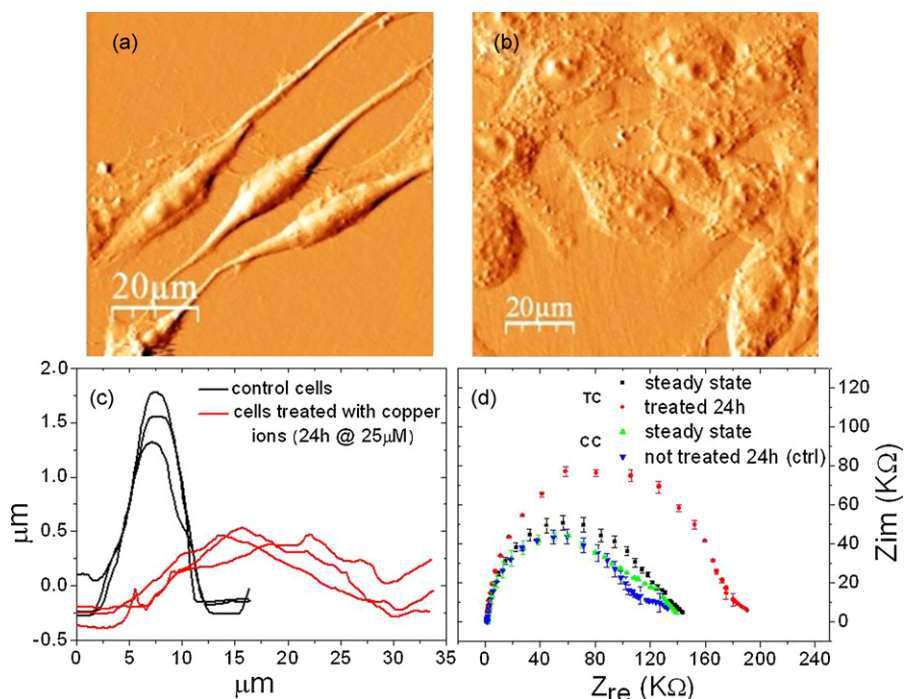 (a)
20μm
(b)
20μm
(c)
control cells
cells treated with copper
ions (24h @ 25μM)
2.0
1.5
1.0
0.5
0.0
-0.5
μm
0 5 10 15 20 25 30 35
μm
(d)
TC
steady state
treated 24h
CC
steady state
not treated 24h (ctrl)
120
100
80
60
40
20
0
Zim (KΩ)
0 40 80 120 160 200 240
Zre (KΩ)